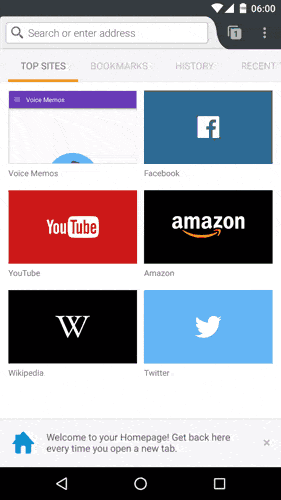 06:00
Search or enter address
1
TOP SITES BOOKMARKS HISTORY RECENT T
Voice Memos
Voice Memos
Facebook
YouTube
amazon
YouTube
Amazon
W
Wikipedia
Twitter
Welcome to your Homepage! Get back here
every time you open a new tab.